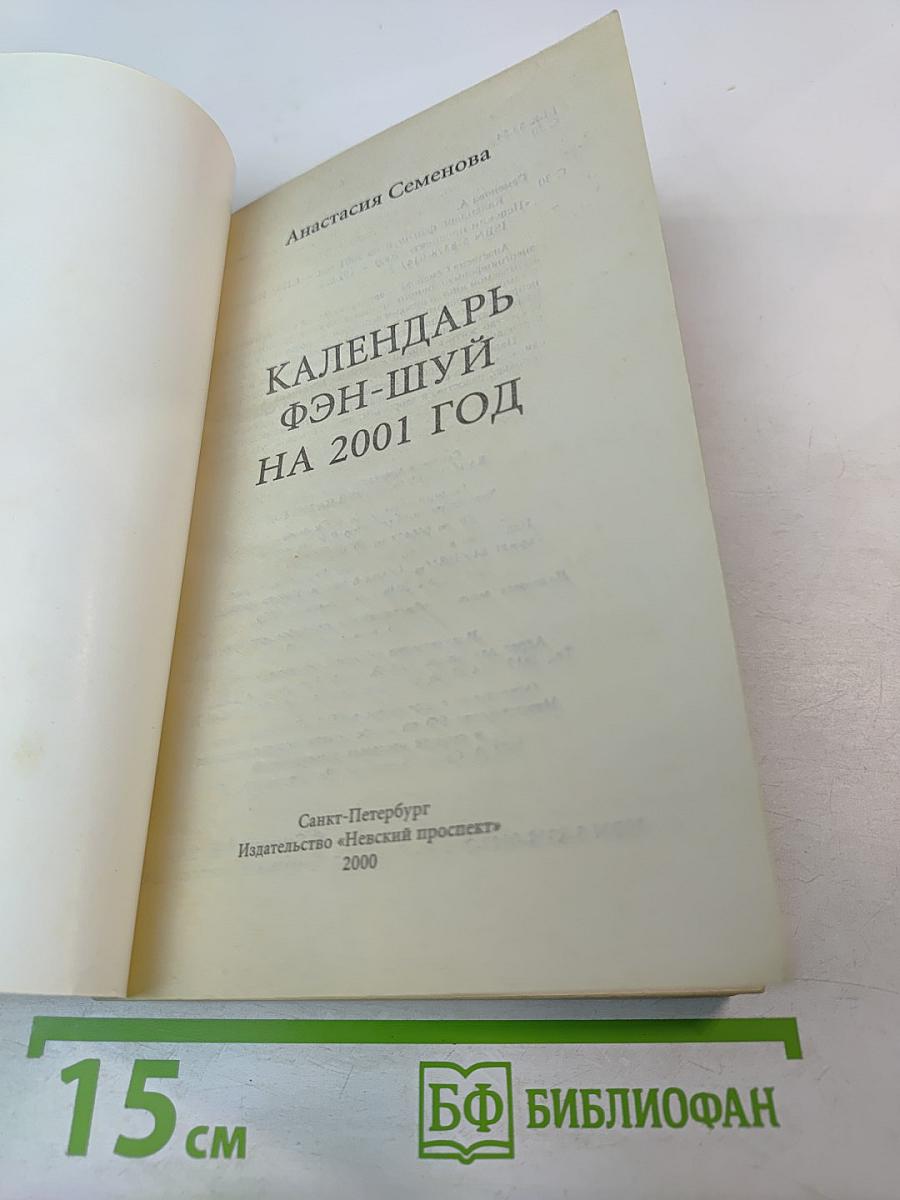 Анастасия Семенова
КАЛЕНДАРЬ
ФЭН-ШУЙ
НА 2001 ГОД
Санкт-Петербург
Издательство «Невский проспект»
2000
15 см
БФ БИБЛИОФАН